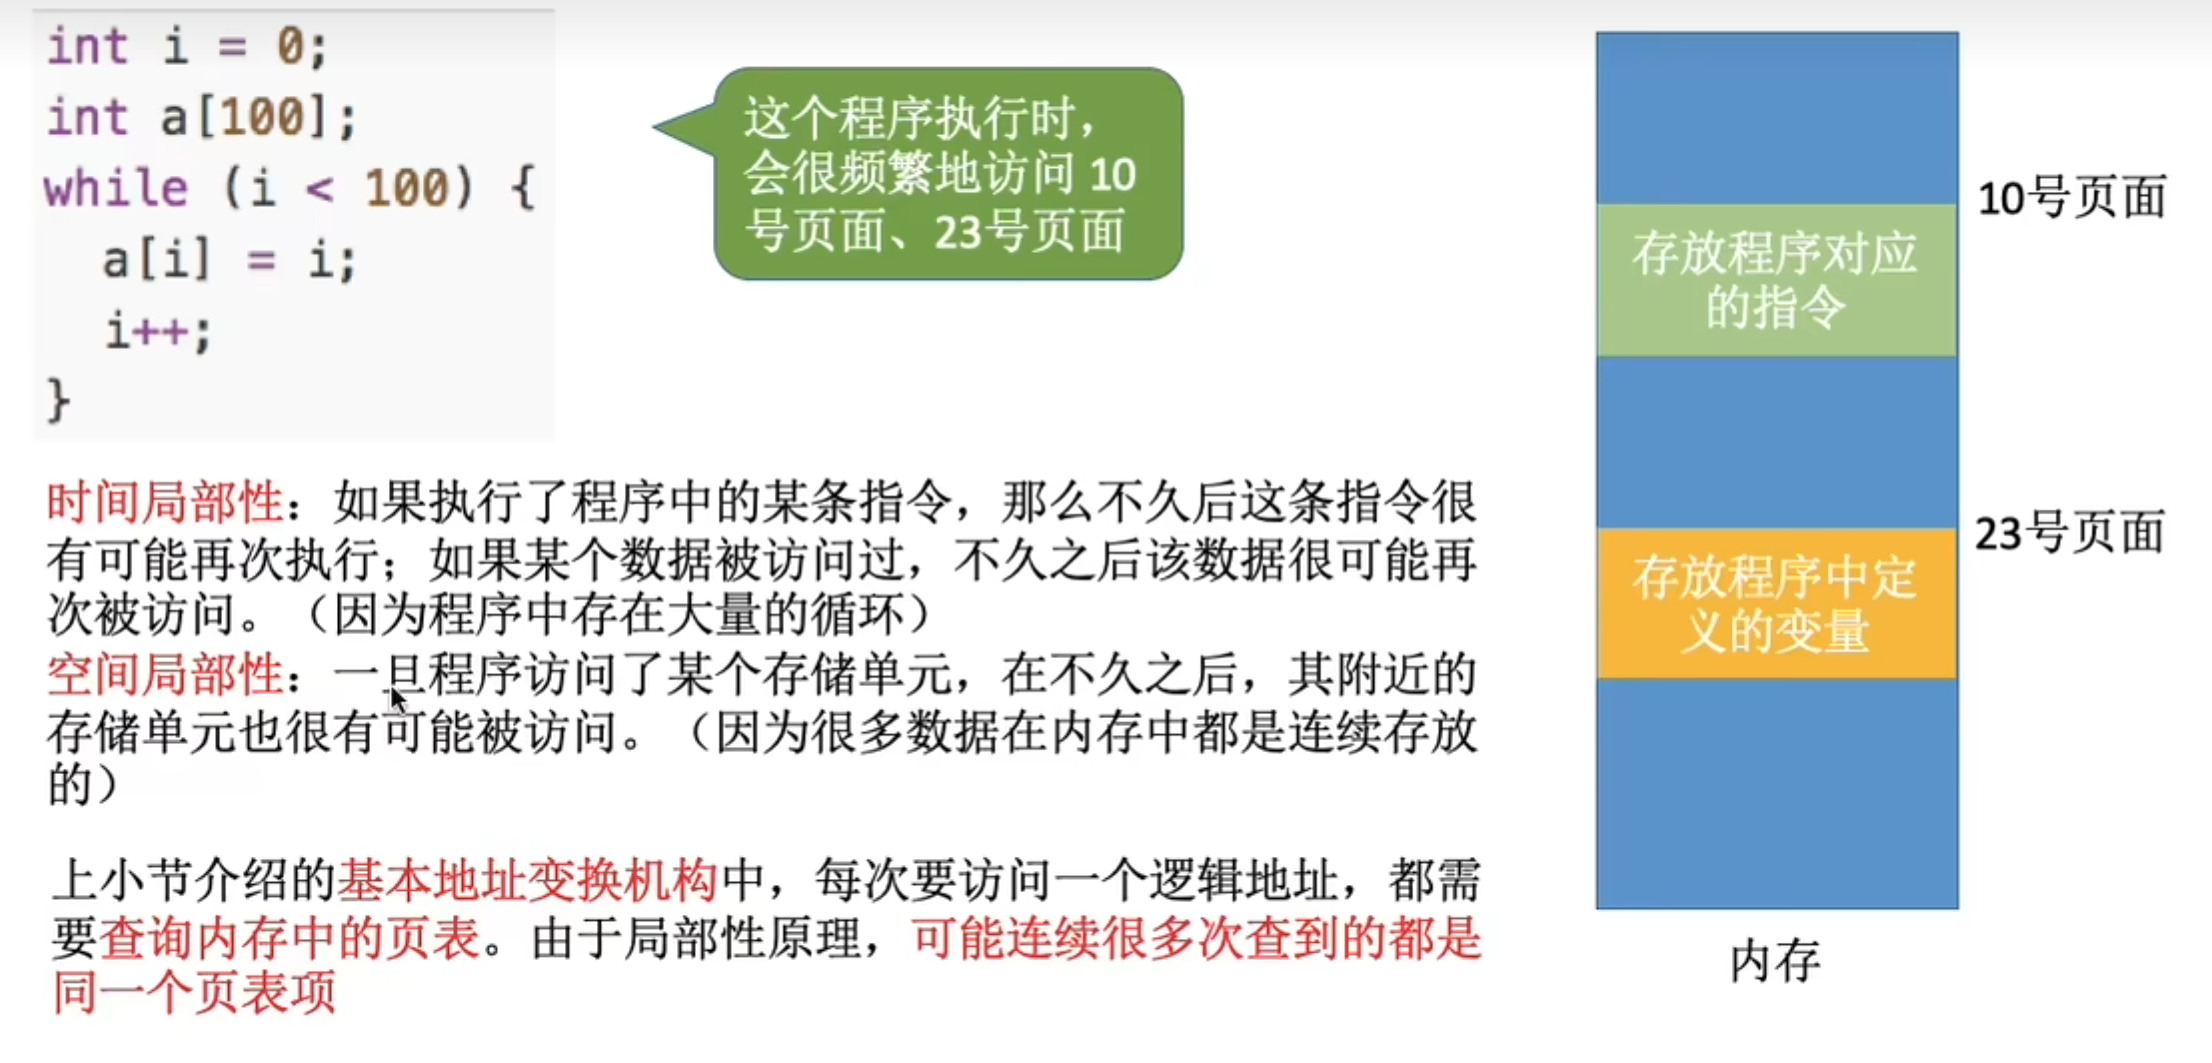 int i = 0;
int a[100];
while (i < 100) {
  a[i] = i;
  i++;
}
这个程序执行时，
会很频繁地访问 10
号页面、23号页面
时间局部性：如果执行了程序中的某条指令，那么不久后这条指令很
有可能再次执行；如果某个数据被访问过，不久之后该数据很可能再
次被访问。（因为程序中存在大量的循环）
空间局部性：一旦程序访问了某个存储单元，在不久之后，其附近的
存储单元也很有可能被访问。（因为很多数据在内存中都是连续存放
的）
上小节介绍的基本地址变换机构中，每次要访问一个逻辑地址，都需
要查询内存中的页表。由于局部性原理，可能连续很多次查到的都是
同一个页表项
10号页面
存放程序对应
的指令
23号页面
存放程序中定
义的变量
内存